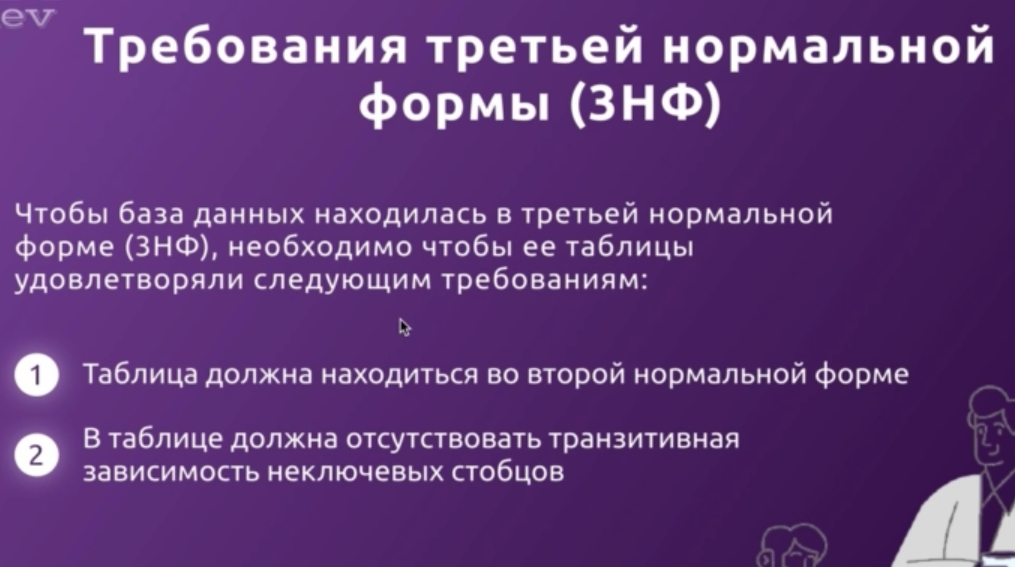 ev
Требования третьей нормальной
формы (3НФ)
Чтобы база данных находилась в третьей нормальной
форме (3НФ), необходимо чтобы ее таблицы
удовлетворяли следующим требованиям:
1 Таблица должна находиться во второй нормальной форме
2 В таблице должна отсутствовать транзитивная
зависимость неключевых стобцов